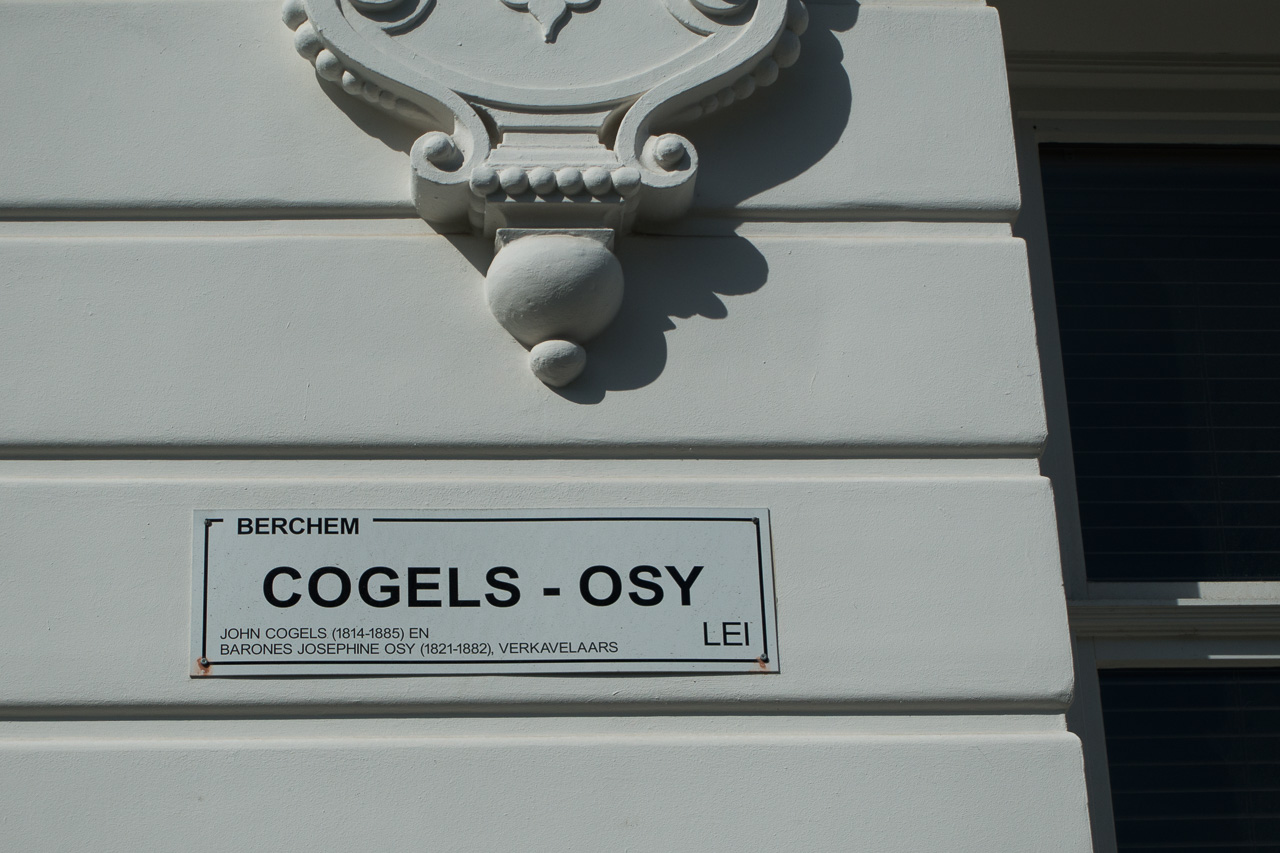 BERCHEM
COGELS - OSY
LEI
JOHN COGELS (1814-1885) EN
BARONES JOSEPHINE OSY (1821-1882), VERKAVELAARS